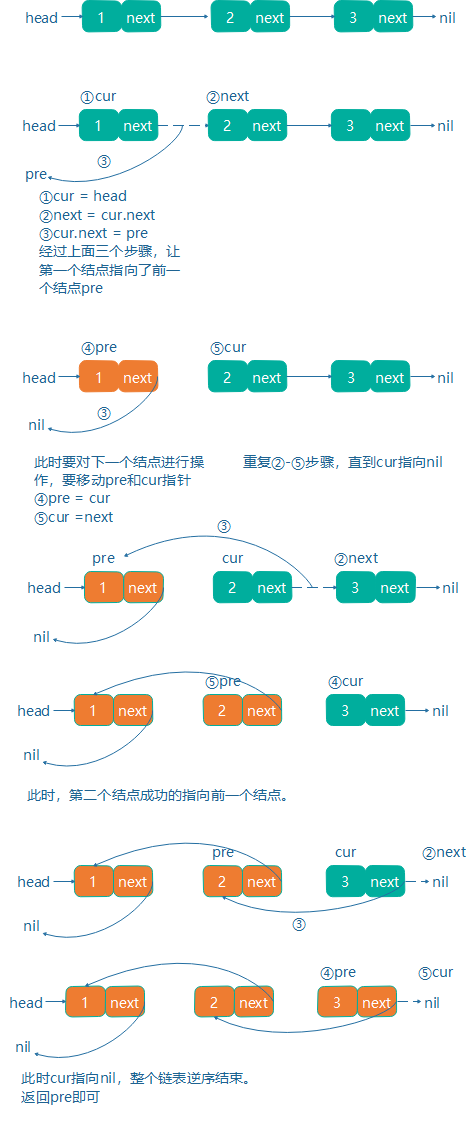 head 1 next 2 next 3 next nil
①cur ②next
head 1 next 2 next 3 next nil
③
pre
①cur = head
②next = cur.next
③cur.next = pre
经过上面三个步骤，让
第一个结点指向了前一
个结点pre
④pre ⑤cur
head 1 next 2 next 3 next nil
③
nil
此时要对下一个结点进行操
作，要移动pre和cur指针
④pre = cur
⑤cur =next
重复②-⑤步骤，直到cur指向nil
③
pre cur ②next
head 1 next 2 next 3 next nil
nil
⑤pre ④cur
head 1 next 2 next 3 next nil
nil
此时，第二个结点成功的指向前一个结点。
pre cur ②next
head 1 next 2 next 3 next nil
nil ③
④pre ⑤cur
head 1 next 2 next 3 next nil
nil
此时cur指向nil，整个链表逆序结束。
返回pre即可